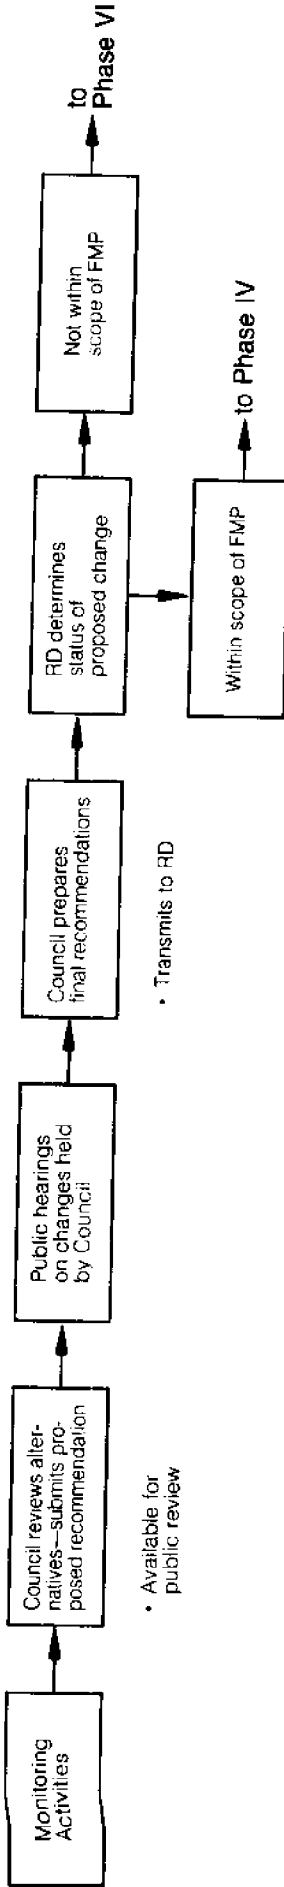 Monitoring
Activities
Council reviews alter-
natives—submits pro-
posed recommendation
• Available for
public review
Public hearings
on changes held
by Council
Council prepares
final recommendations
• Transmits to RD
RD determines
status of
proposed change
Not within
scope of FMP
to
Phase VI
Within scope of FMP
to Phase IV